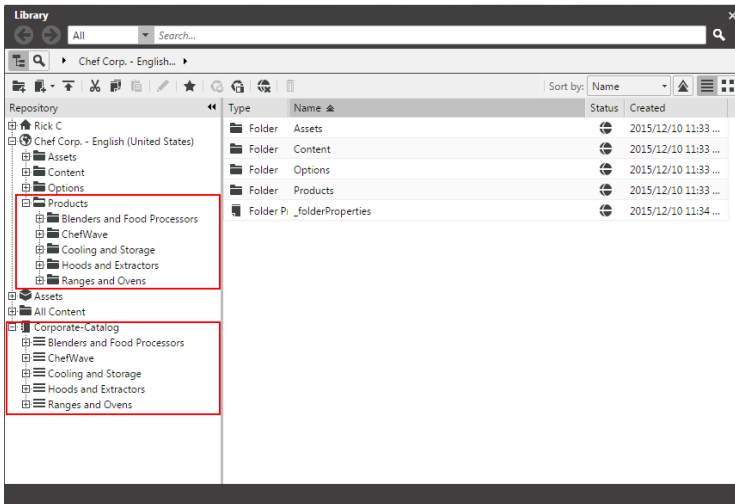 Library
All Search...
Chef Corp. - English...
Sort by: Name
Repository
Type Name Status Created
Rick C
Chef Corp. - English (United States)
Assets
Content
Options
Products
Blenders and Food Processors
ChefWave
Cooling and Storage
Hoods and Extractors
Ranges and Ovens
Assets
All Content
Corporate-Catalog
Blenders and Food Processors
ChefWave
Cooling and Storage
Hoods and Extractors
Ranges and Ovens
Folder Assets 2015/12/10 11:33 ...
Folder Content 2015/12/10 11:33 ...
Folder Options 2015/12/10 11:33 ...
Folder Products 2015/12/10 11:33 ...
Folder Pr _folderProperties 2015/12/10 11:34 ...